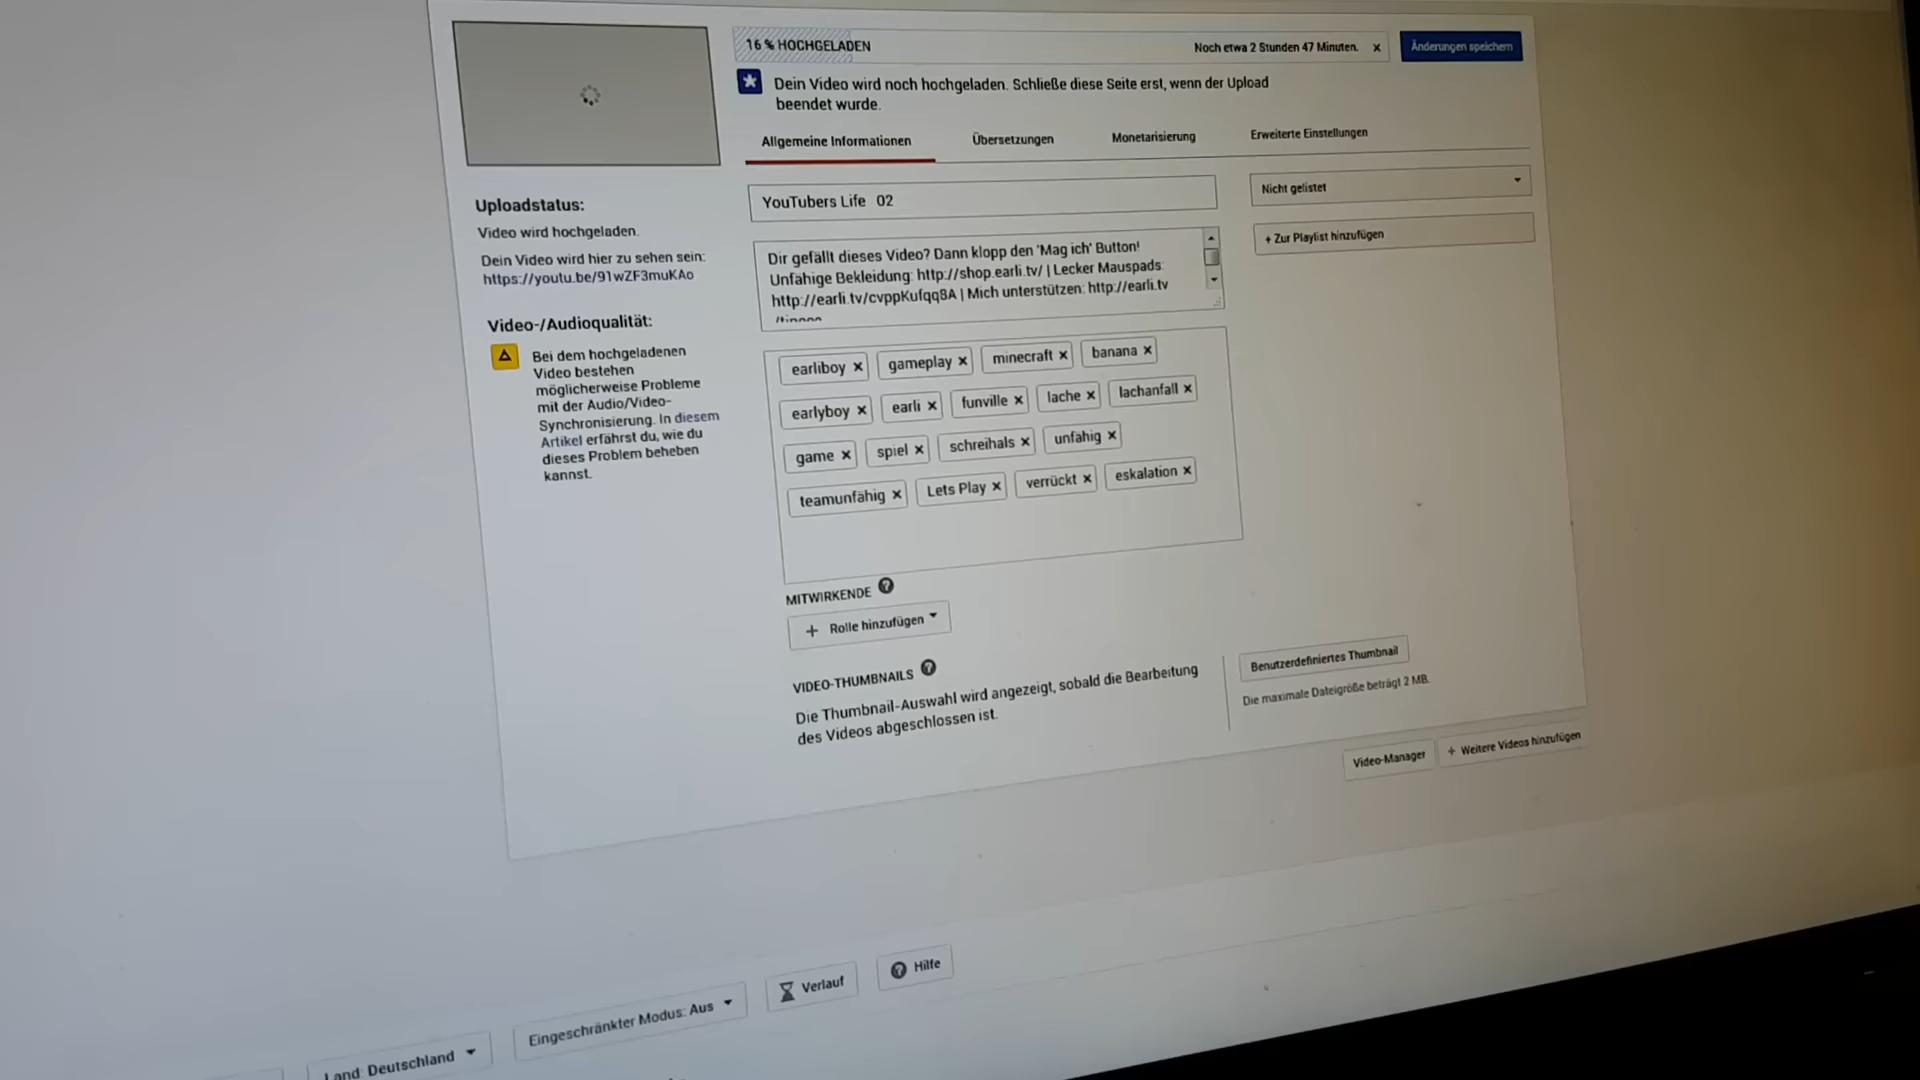 16 % HOCHGELADEN
Noch etwa 2 Stunden 47 Minuten.
Änderungen speichern
Dein Video wird noch hochgeladen. Schließe diese Seite erst, wenn der Upload
beendet wurde.
Allgemeine Informationen
Übersetzungen
Monetarisierung
Erweiterte Einstellungen
Uploadstatus:
Video wird hochgeladen.
Dein Video wird hier zu sehen sein:
https://youtu.be/91wZF3muKAo
Video-/Audioqualität:
Bei dem hochgeladenen
Video bestehen
möglicherweise Probleme
mit der Audio/Video-
Synchronisierung. In diesem
Artikel erfährst du, wie du
dieses Problem beheben
kannst.
YouTubers Life 02
Nicht gelistet
Dir gefällt dieses Video? Dann klopp den 'Mag ich' Button!
Unfähige Bekleidung: http://shop.earli.tv/ | Lecker Mauspads:
http://earli.tv/cvppKufqq8A | Mich unterstützen: http://earli.tv
+ Zur Playlist hinzufügen
earliboy × gameplay × minecraft × banana ×
earlyboy × earli × funville × lache × lachanfall ×
game × spiel × schreihals × unfähig ×
teamunfähig × Lets Play × verrückt × eskalation ×
MITWIRKENDE
+ Rolle hinzufügen
VIDEO-THUMBNAILS
Die Thumbnail-Auswahl wird angezeigt, sobald die Bearbeitung
des Videos abgeschlossen ist.
Benutzerdefiniertes Thumbnail
Die maximale Dateigröße beträgt 2 MB.
Video-Manager
+ Weitere Videos hinzufügen
Land: Deutschland
Eingeschränkter Modus: Aus
Verlauf
Hilfe